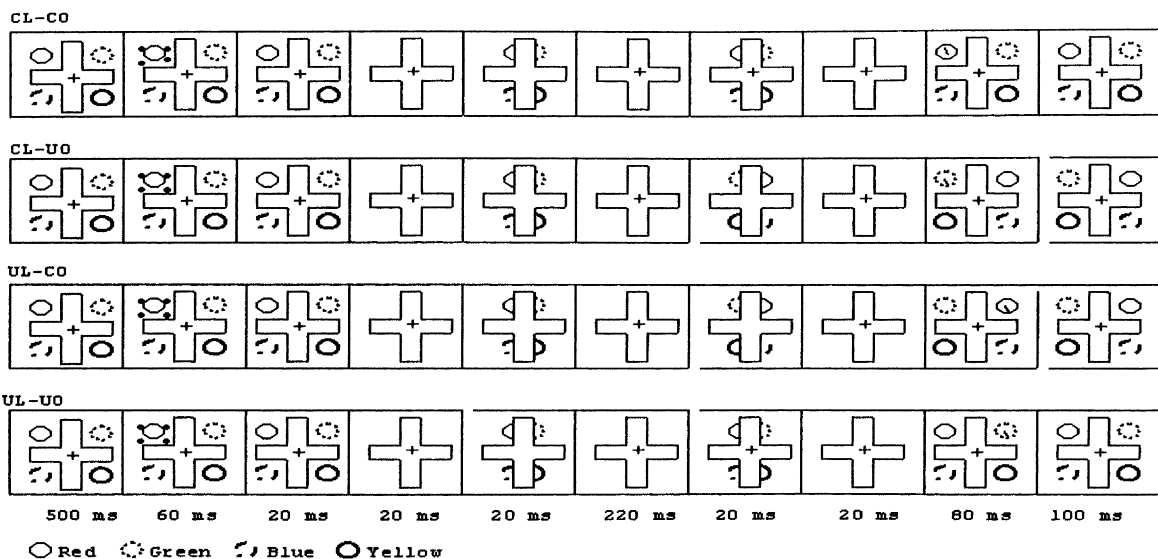 CL-CO
CL-UO
UL-CO
UL-UO
500 ms 60 ms 20 ms 20 ms 20 ms 220 ms 20 ms 20 ms 80 ms 100 ms
Red Green Blue Yellow